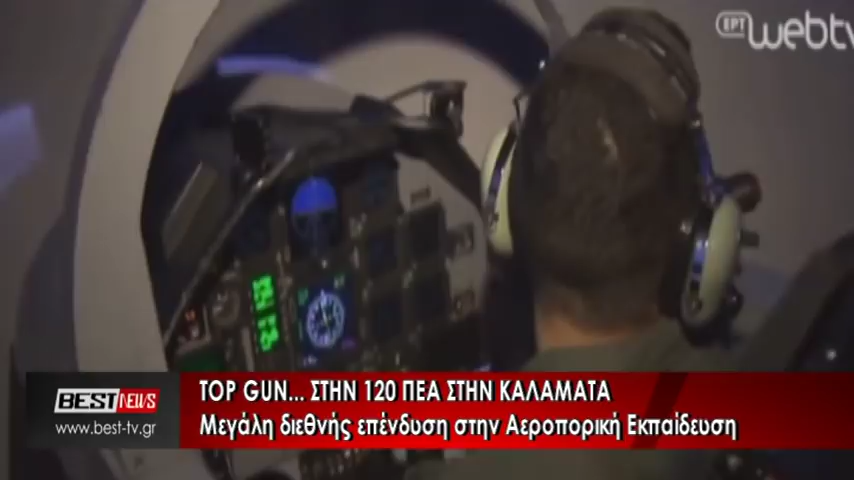 ΕΡΤ webtv
BEST NEWS
www.best-tv.gr
TOP GUN... ΣΤΗΝ 120 ΠΕΑ ΣΤΗΝ ΚΑΛΑΜΑΤΑ
Μεγάλη διεθνής επένδυση στην Αεροπορική Εκπαίδευση